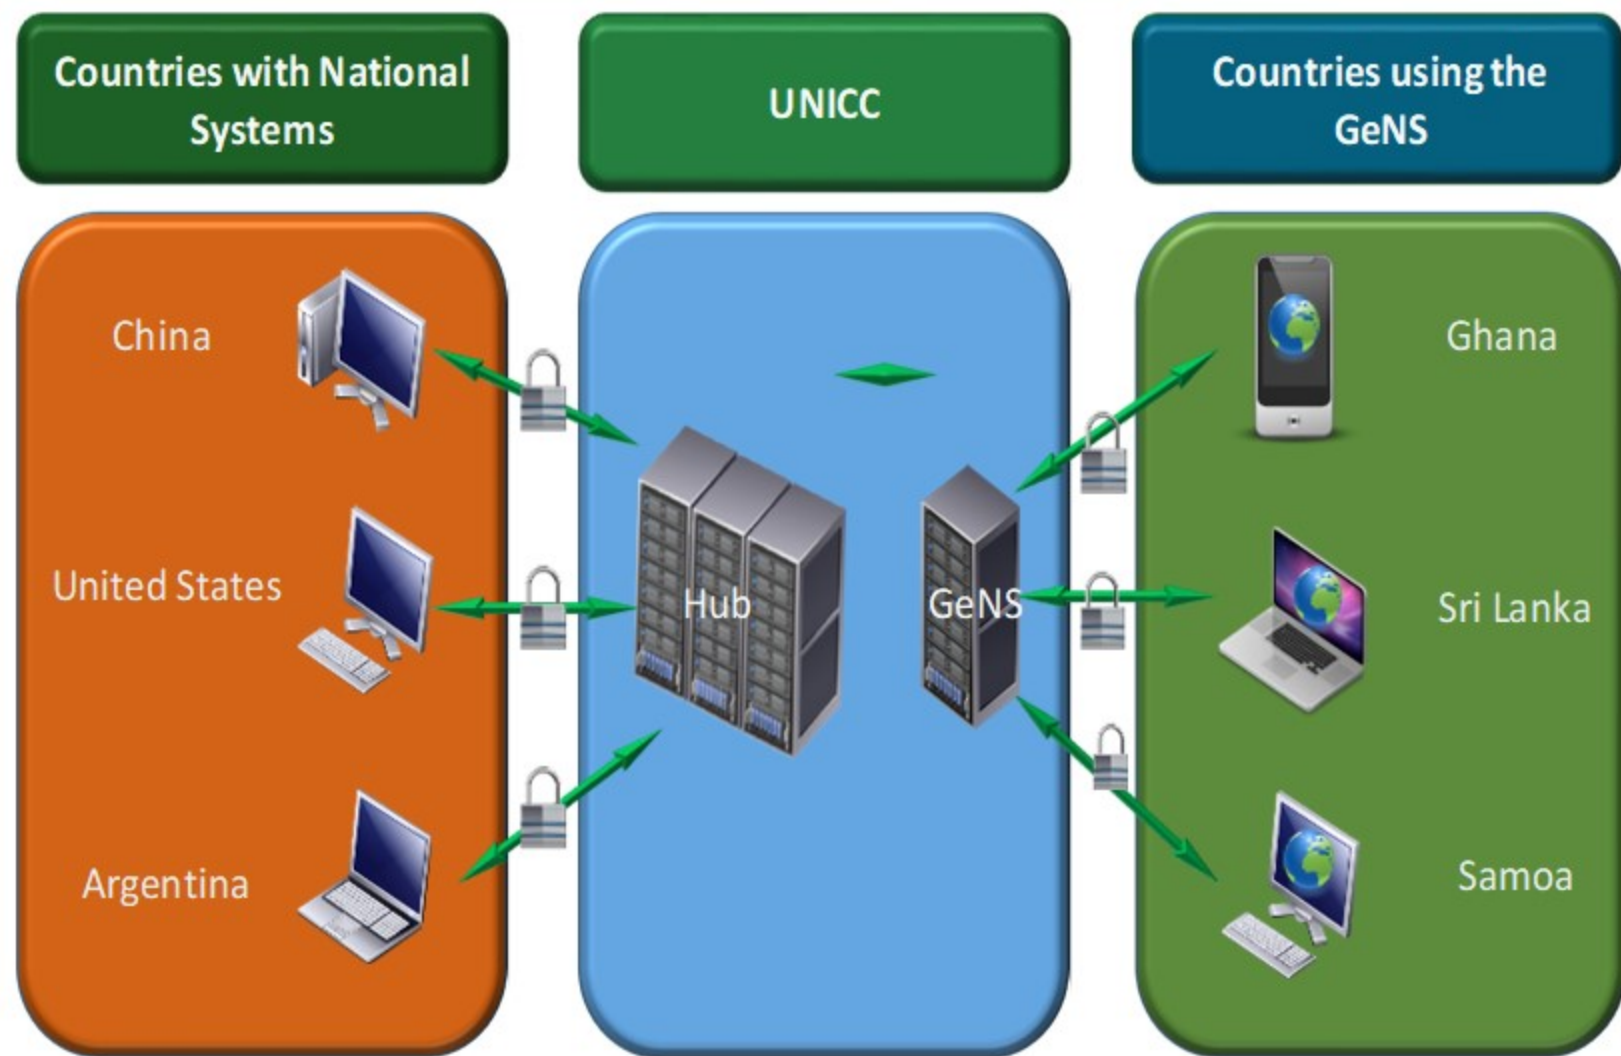 Countries with National
Systems
UNICC
Countries using the
GeNS
China
United States
Argentina
Hub
GeNS
Ghana
Sri Lanka
Samoa